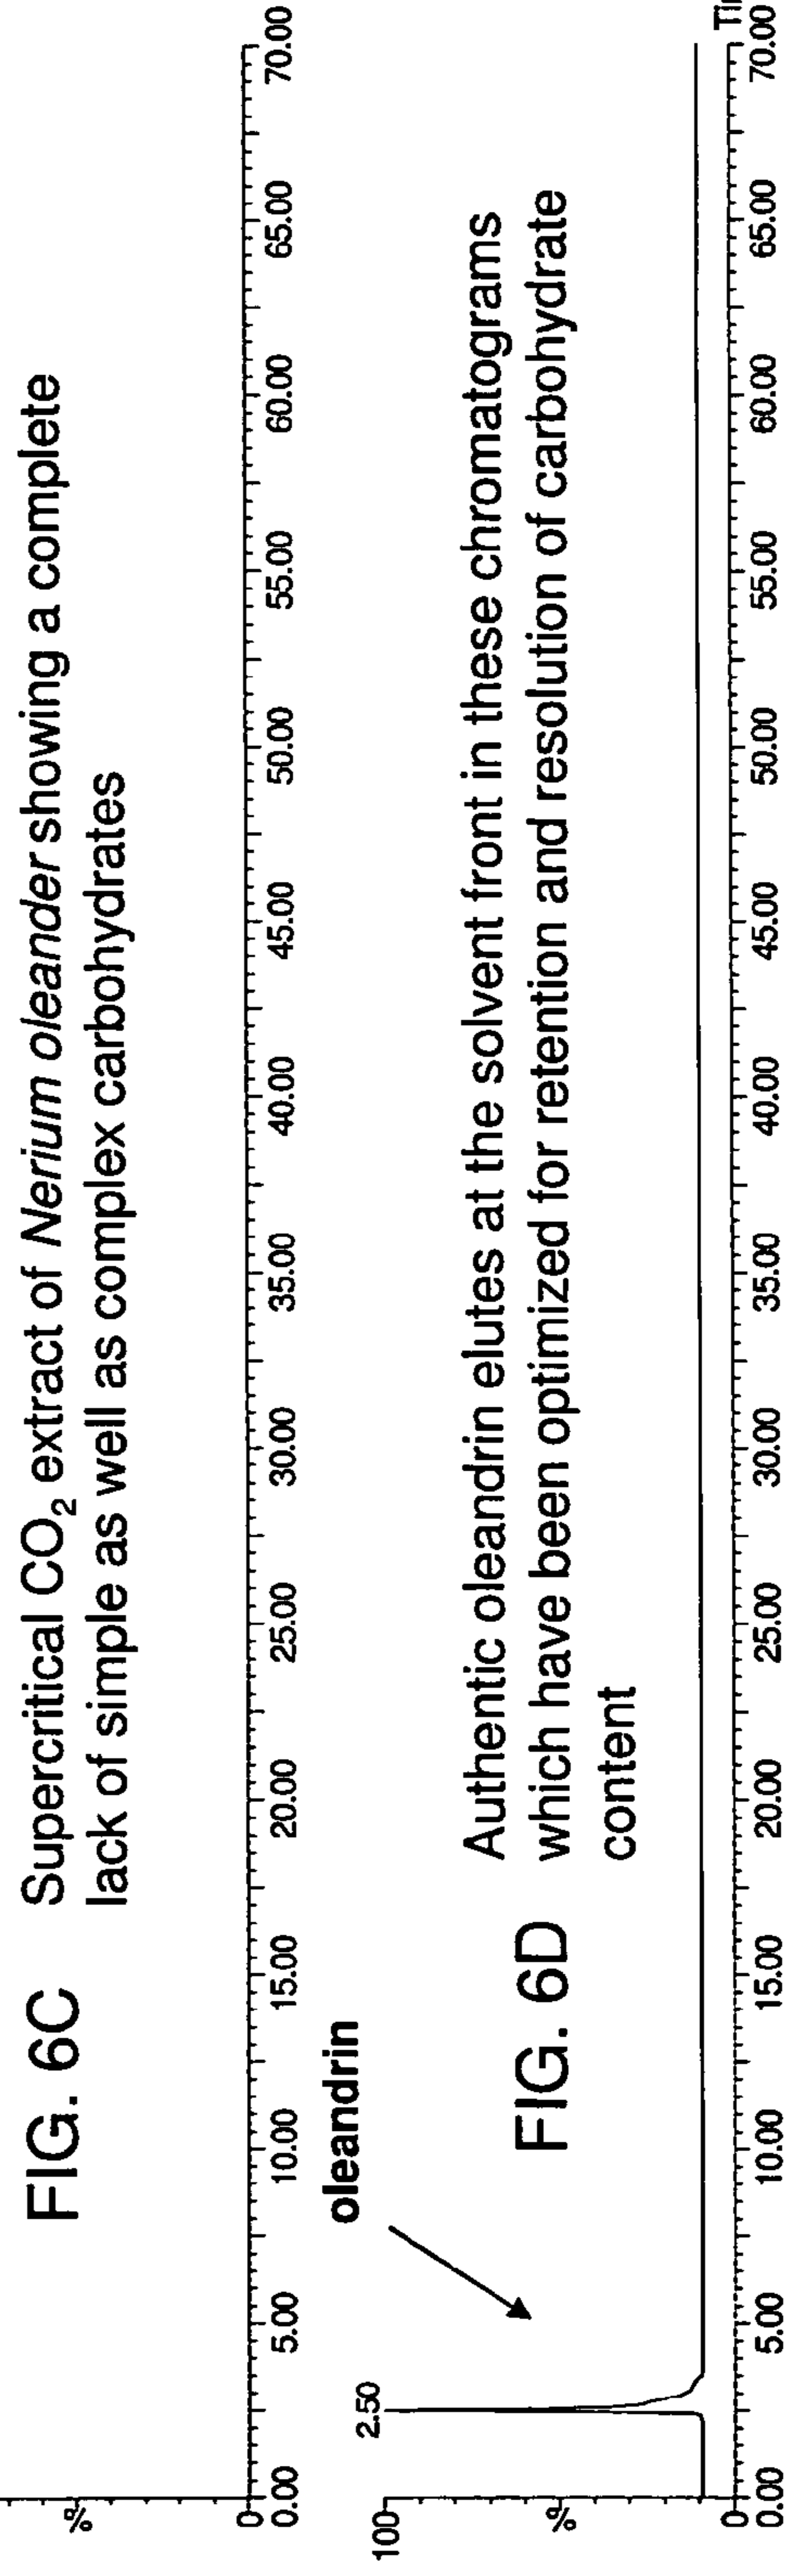 FIG. 6C
Supercritical CO₂ extract of Nerium oleander showing a complete
lack of simple as well as complex carbohydrates
%
0
0.00 5.00 10.00 15.00 20.00 25.00 30.00 35.00 40.00 45.00 50.00 55.00 60.00 65.00 70.00
oleandrin
2.50
100
FIG. 6D
Authentic oleandrin elutes at the solvent front in these chromatograms
which have been optimized for retention and resolution of carbohydrate
content
%
0
0.00 5.00 10.00 15.00 20.00 25.00 30.00 35.00 40.00 45.00 50.00 55.00 60.00 65.00 70.00